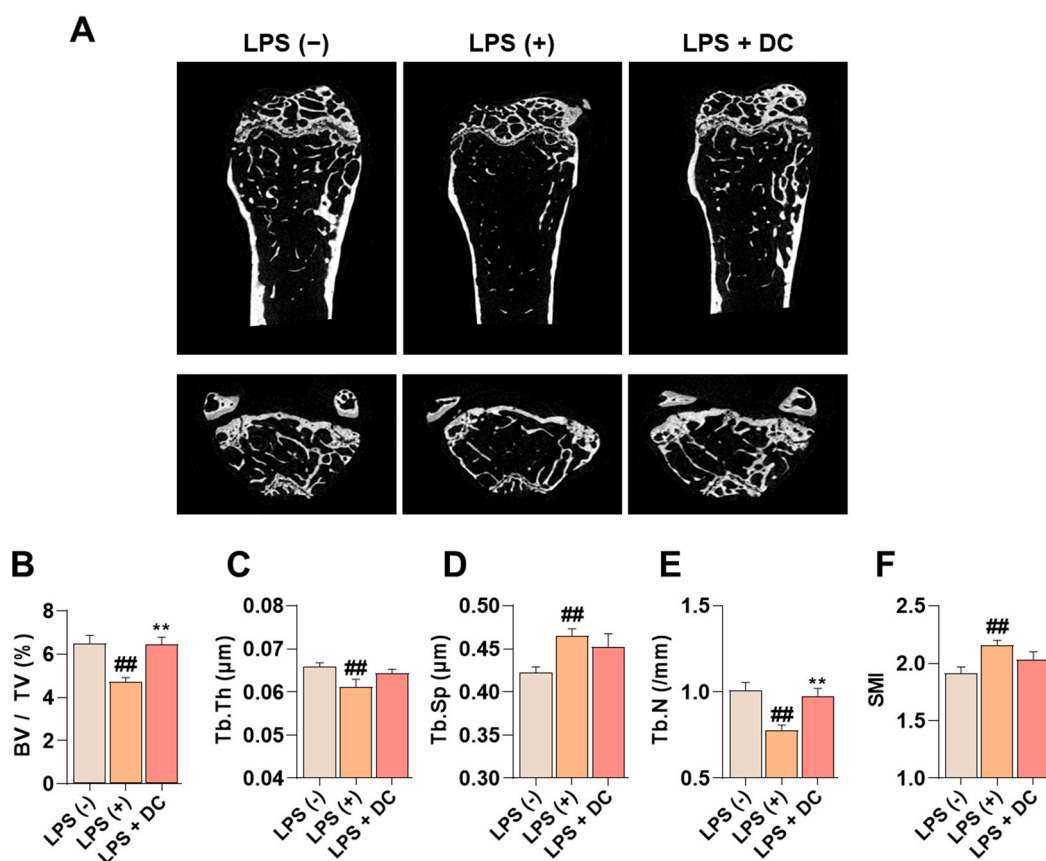 A
LPS (−)
LPS (+)
LPS + DC
B
BV / TV (%)
8
6
4
2
0
##
**
LPS (-)
LPS (+)
LPS + DC
C
Tb.Th (μm)
0.08
0.07
0.06
0.05
0.04
##
LPS (-)
LPS (+)
LPS + DC
D
Tb.Sp (μm)
0.50
0.45
0.40
0.35
0.30
##
LPS (-)
LPS (+)
LPS + DC
E
Tb.N (/mm)
1.5
1.0
0.5
##
**
LPS (-)
LPS (+)
LPS + DC
F
SMI
2.5
2.0
1.5
1.0
##
LPS (-)
LPS (+)
LPS + DC